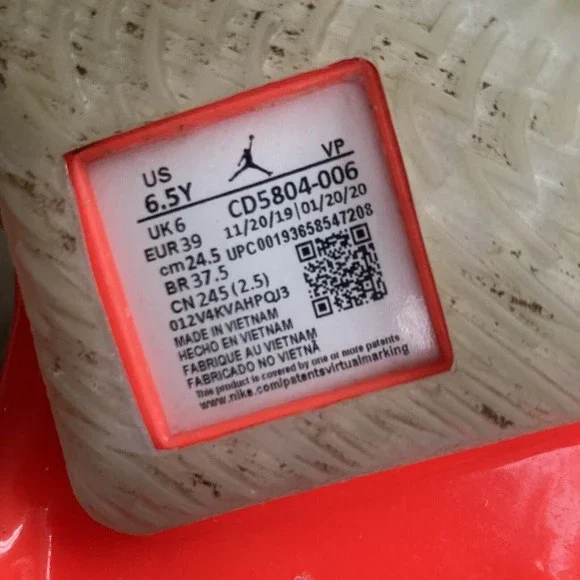 US VP
6.5Y CD5804-006
UK 6 11/20/19|01/20/20
EUR 39 UPC00193658547208
cm 24.5
BR 37.5
CN 245 (2.5)
012V4KVAHPQJ3
MADE IN VIETNAM
HECHO EN VIETNAM
FABRIQUE AU VIETNAM
FABRICADO NO VIETNÃ
This product is covered by one or more patents
www.nike.com/patentsvirtualmarking